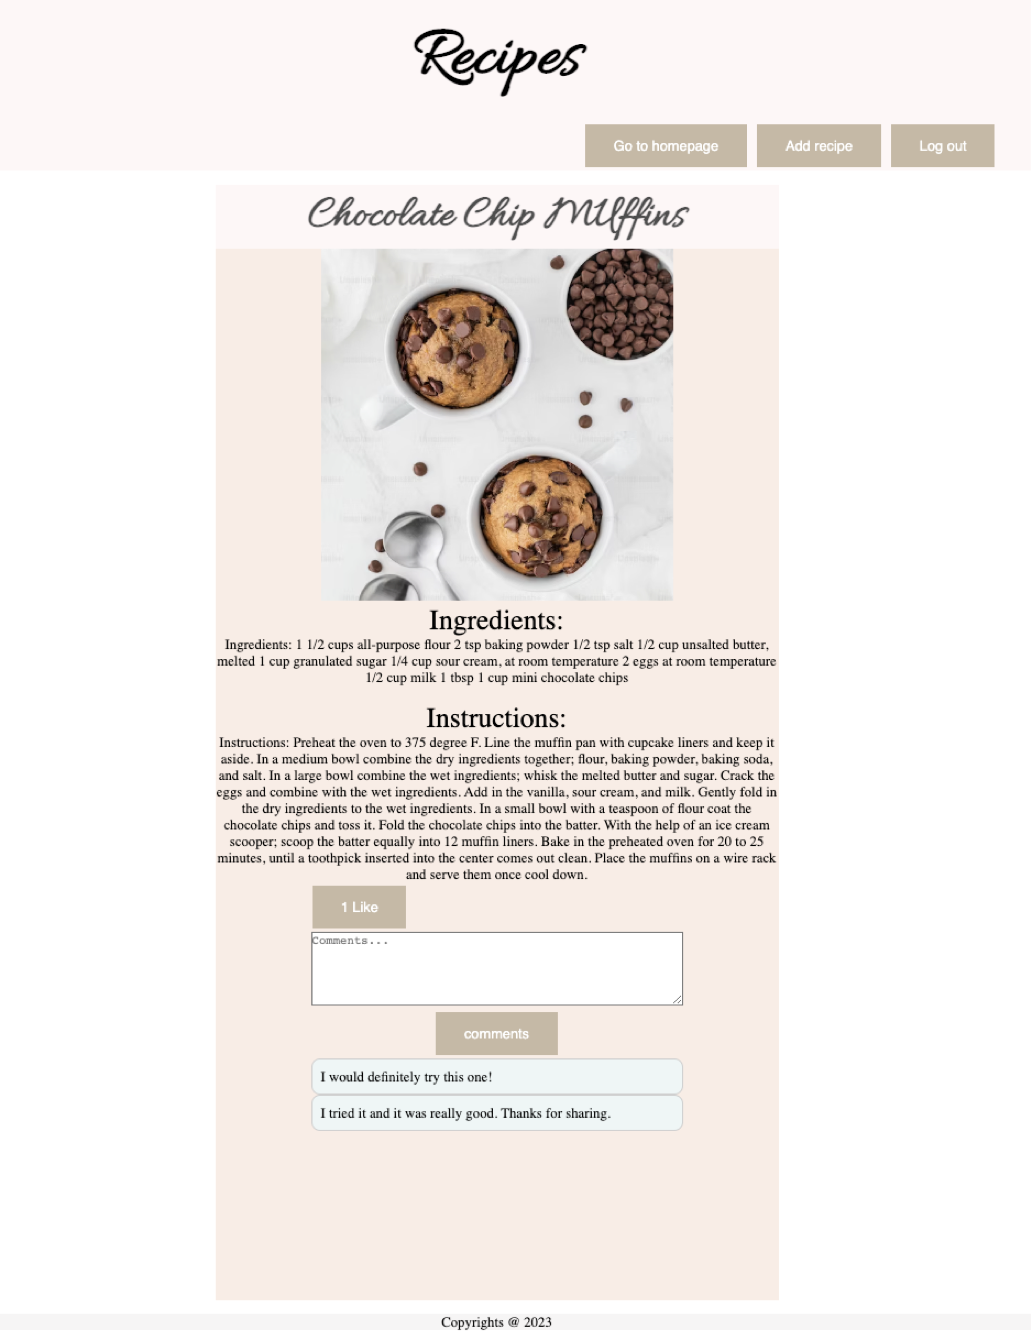 Recipes
Go to homepage Add recipe Log out
Chocolate Chip MUffins
Ingredients:
Ingredients: 1 1/2 cups all-purpose flour 2 tsp baking powder 1/2 tsp salt 1/2 cup unsalted butter,
melted 1 cup granulated sugar 1/4 cup sour cream, at room temperature 2 eggs at room temperature
1/2 cup milk 1 tbsp 1 cup mini chocolate chips
Instructions:
Instructions: Preheat the oven to 375 degree F. Line the muffin pan with cupcake liners and keep it
aside. In a medium bowl combine the dry ingredients together; flour, baking powder, baking soda,
and salt. In a large bowl combine the wet ingredients; whisk the melted butter and sugar. Crack the
eggs and combine with the wet ingredients. Add in the vanilla, sour cream, and milk. Gently fold in
the dry ingredients to the wet ingredients. In a small bowl with a teaspoon of flour coat the
chocolate chips and toss it. Fold the chocolate chips into the batter. With the help of an ice cream
scooper; scoop the batter equally into 12 muffin liners. Bake in the preheated oven for 20 to 25
minutes, until a toothpick inserted into the center comes out clean. Place the muffins on a wire rack
and serve them once cool down.
1 Like
Comments...
comments
I would definitely try this one!
I tried it and it was really good. Thanks for sharing.
Copyrights @ 2023